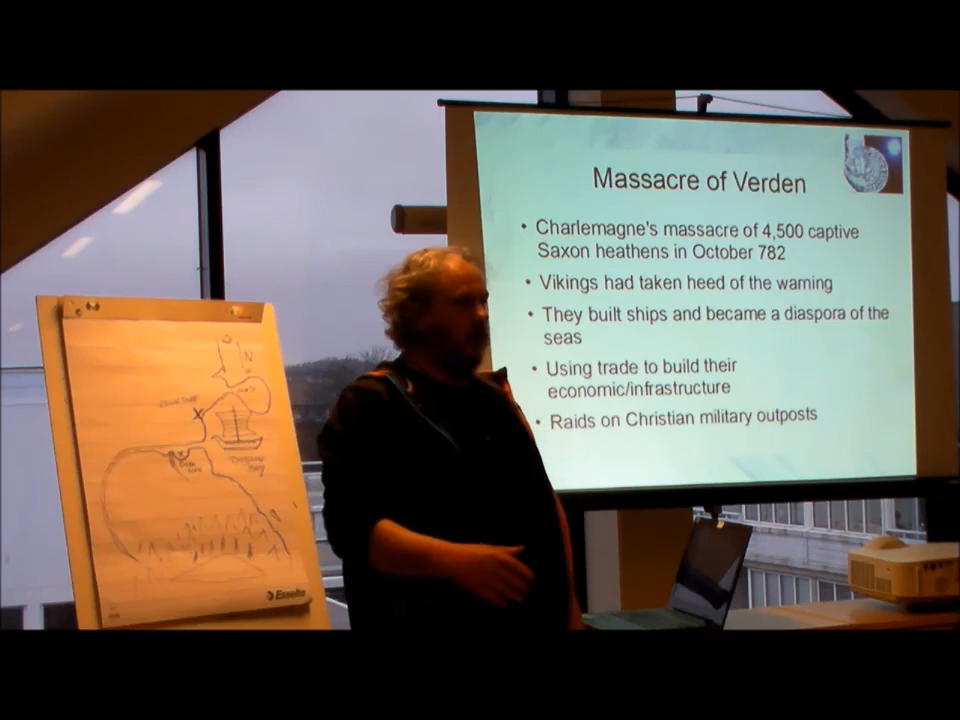 Massacre of Verden
• Charlemagne's massacre of 4,500 captive
Saxon heathens in October 782
• Vikings had taken heed of the warning
• They built ships and became a diaspora of the
seas
• Using trade to build their
economic/infrastructure
• Raids on Christian military outposts
N
X
Esselte